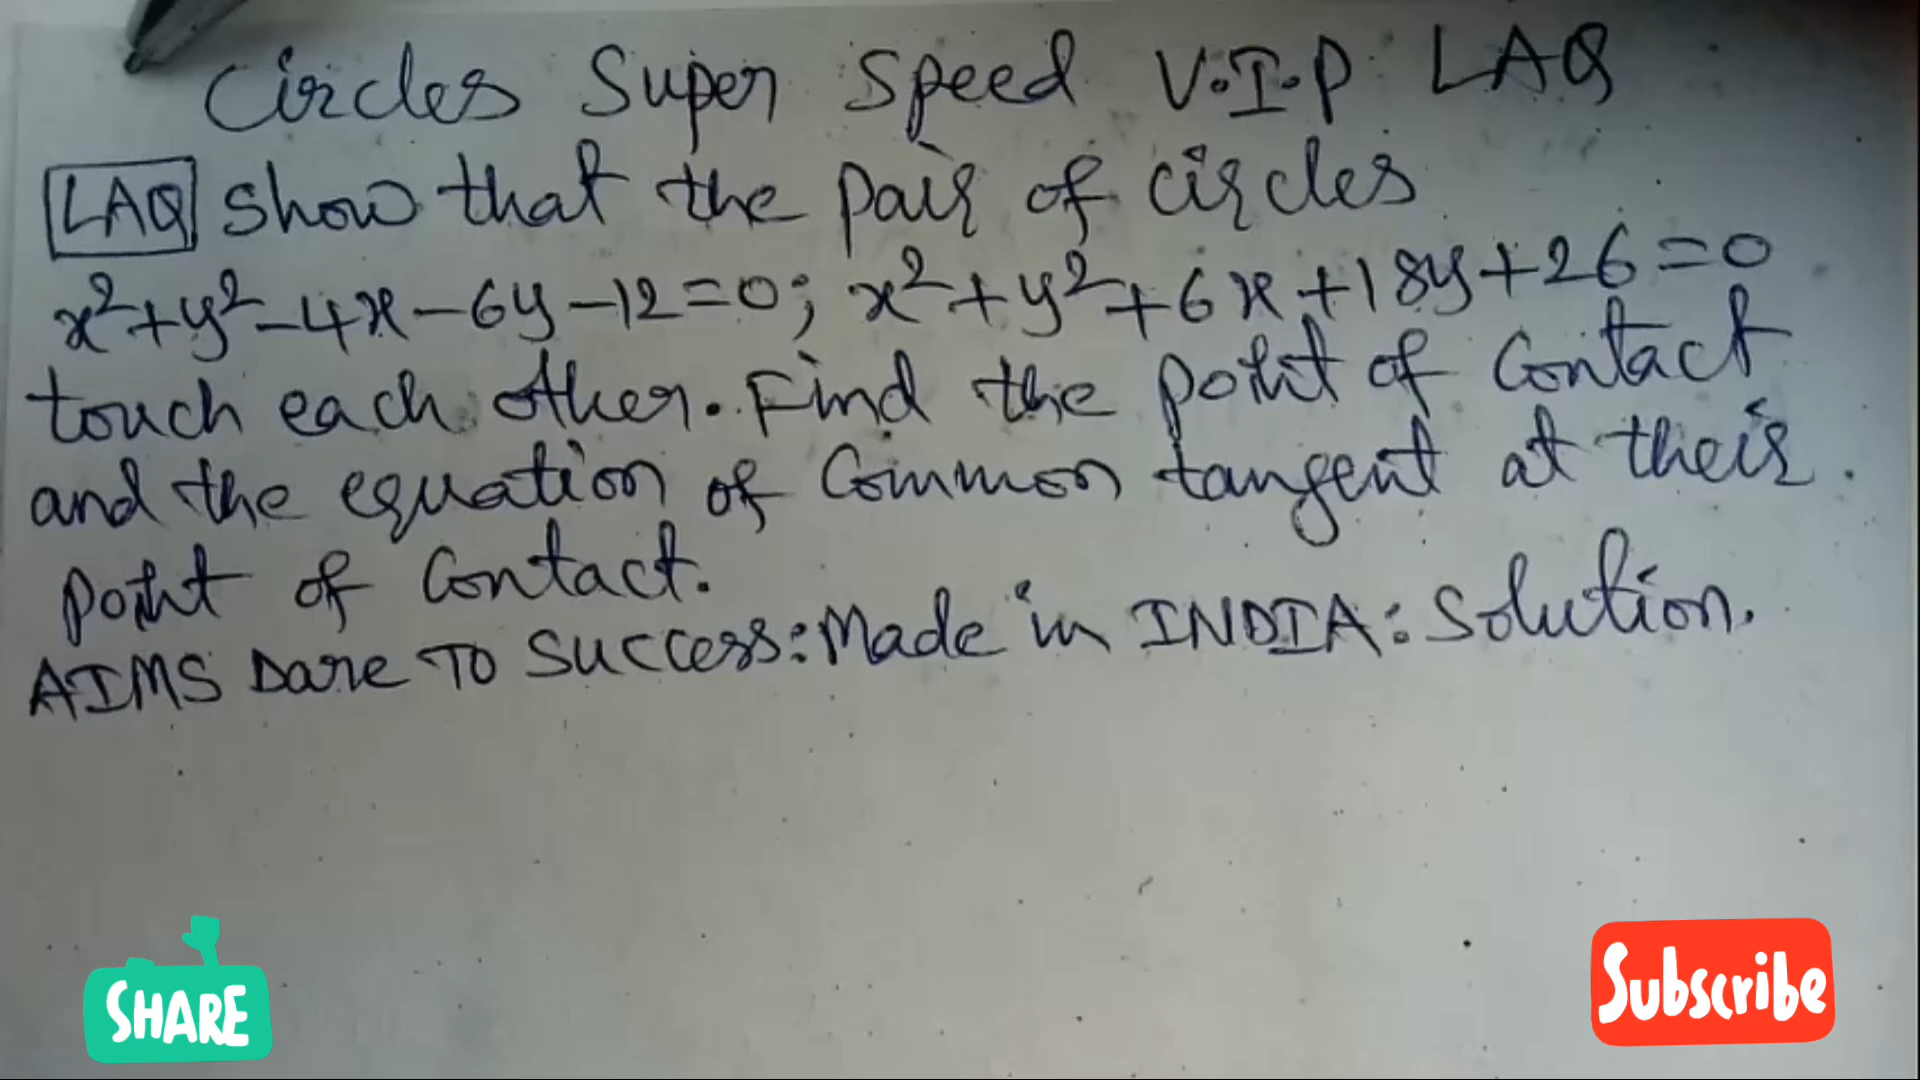 Circles Super Speed V.I.P LAQ
LAQ Show that the pair of circles
x²+y²-4x-6y-12=0; x²+y²+6x+18y+26=0
touch each other. Find the point of Contact
and the equation of Common tangent at their
point of Contact.
AIMS Dare To Success: Made in INDIA: Solution.
SHARE
Subscribe